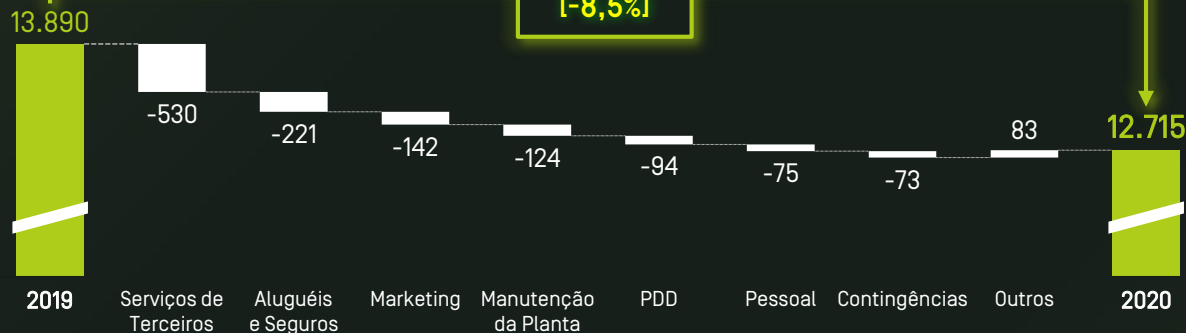 [-8,5%]
13.890
-530
-221
-142
-124
-94
-75
-73
83
12.715
2019
Serviços de
Terceiros
Aluguéis
e Seguros
Marketing
Manutenção
da Planta
PDD
Pessoal
Contingências
Outros
2020